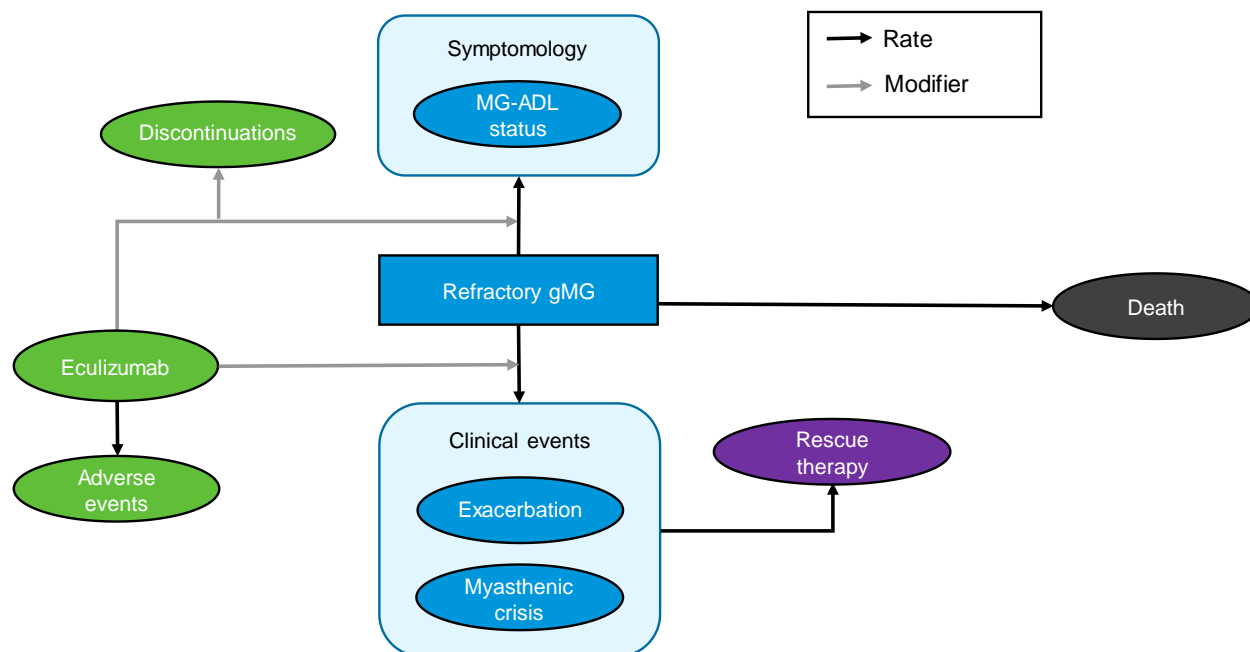 Symptomology
MG-ADL
status
Rate
Modifier
Discontinuations
Refractory gMG
Death
Eculizumab
Clinical events
Rescue
therapy
Adverse
events
Exacerbation
Myasthenic
crisis